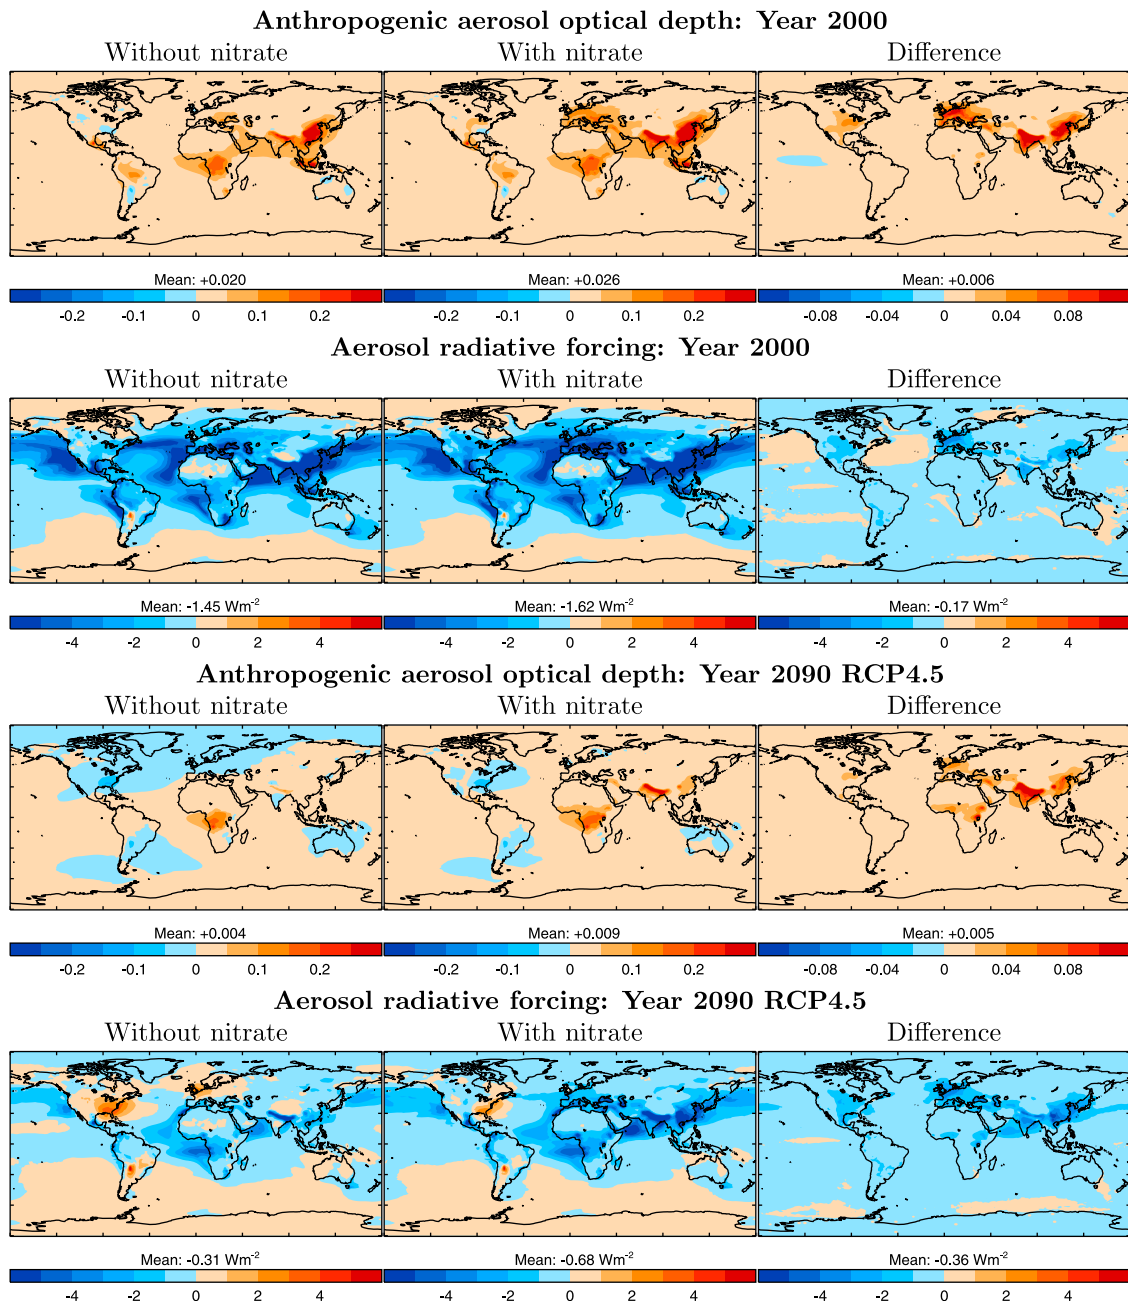 Anthropogenic aerosol optical depth: Year 2000
Without nitrate With nitrate Difference
Mean: +0.020 Mean: +0.026 Mean: +0.006
-0.2 -0.1 0 0.1 0.2 -0.2 -0.1 0 0.1 0.2 -0.08 -0.04 0 0.04 0.08
Aerosol radiative forcing: Year 2000
Without nitrate With nitrate Difference
Mean: -1.45 Wm⁻² Mean: -1.62 Wm⁻² Mean: -0.17 Wm⁻²
-4 -2 0 2 4 -4 -2 0 2 4 -4 -2 0 2 4
Anthropogenic aerosol optical depth: Year 2090 RCP4.5
Without nitrate With nitrate Difference
Mean: +0.004 Mean: +0.009 Mean: +0.005
-0.2 -0.1 0 0.1 0.2 -0.2 -0.1 0 0.1 0.2 -0.08 -0.04 0 0.04 0.08
Aerosol radiative forcing: Year 2090 RCP4.5
Without nitrate With nitrate Difference
Mean: -0.31 Wm⁻² Mean: -0.68 Wm⁻² Mean: -0.36 Wm⁻²
-4 -2 0 2 4 -4 -2 0 2 4 -4 -2 0 2 4